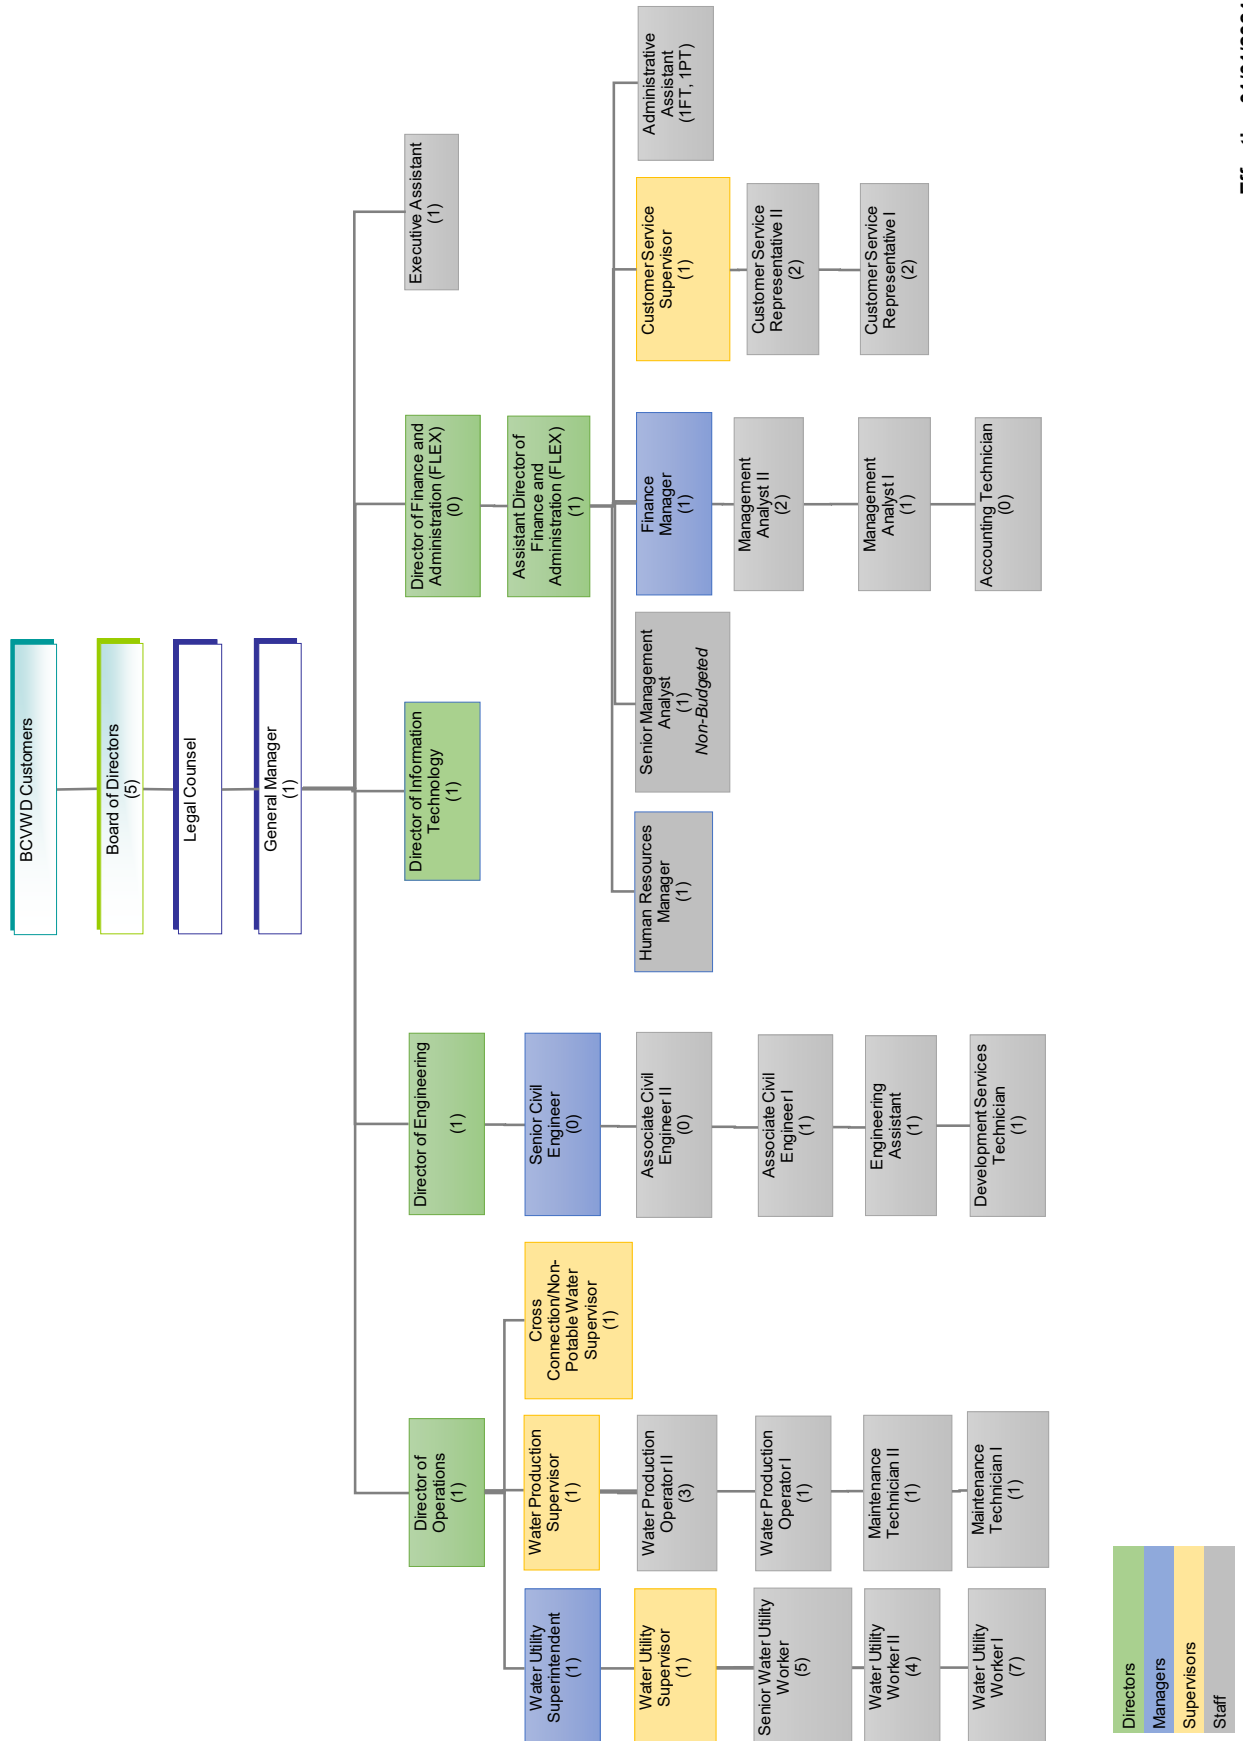 BCVWD Customers
Board of Directors
(5)
Legal Counsel
General Manager
(1)
Director of
Operations
(1)
Director of Engineering
(1)
Director of Information
Technology
(1)
Director of Finance and
Administration (FLEX)
(0)
Executive Assistant
(1)
Assistant Director of
Finance and
Administration (FLEX)
(1)
Water Utility
Superintendent
(1)
Water Production
Supervisor
(1)
Cross
Connection/Non-
Potable Water
Supervisor
(1)
Senior Civil
Engineer
(0)
Water Utility
Supervisor
(1)
Water Production
Operator II
(3)
Associate Civil
Engineer II
(0)
Human Resources
Manager
(1)
Senior Management
Analyst
(1)
Non-Budgeted
Finance
Manager
(1)
Customer Service
Supervisor
(1)
Administrative
Assistant
(1FT, 1PT)
Senior Water Utility
Worker
(5)
Water Production
Operator I
(1)
Associate Civil
Engineer I
(1)
Management
Analyst II
(2)
Customer Service
Representative II
(2)
Water Utility
Worker II
(4)
Maintenance
Technician II
(1)
Engineering
Assistant
(1)
Management
Analyst I
(1)
Customer Service
Representative I
(2)
Water Utility
Worker I
(7)
Maintenance
Technician I
(1)
Development Services
Technician
(1)
Accounting Technician
(0)
Directors
Managers
Supervisors
Staff